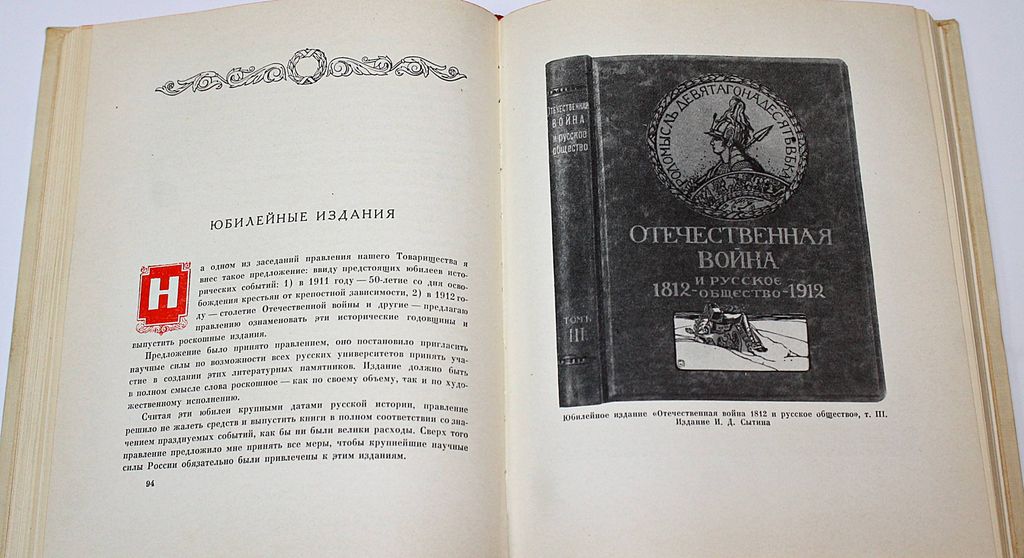 ЮБИЛЕЙНЫЕ ИЗДАНИЯ
На одном из заседаний правления нашего Товарищества я
внес такое предложение: ввиду предстоящих юбилеев исто-
рических событий: 1) в 1911 году — 50-летие со дня осво-
бождения крестьян от крепостной зависимости, 2) в 1912 го-
ду — столетие Отечественной войны и другие — предлагаю
правлению ознаменовать эти исторические годовщины и
выпустить роскошные издания.
Предложение было принято правлением, оно постановило пригласить
научные силы по возможности всех русских университетов принять уча-
стие в создании этих литературных памятников. Издание должно быть
в полном смысле слова роскошное — как по своему объему, так и по худо-
жественному исполнению.
Считая эти юбилеи крупными датами русской истории, правление
решило не жалеть средств и выпустить книги в полном соответствии со зна-
чением празднуемых событий, как бы ни были велики расходы. Сверх того
правление предложило мне принять все меры, чтобы крупнейшие научные
силы России обязательно были привлечены к этим изданиям.
94
ОТЕЧЕСТВЕННАЯ
ВОЙНА
и русское
общество
ТОМЪ
III
РОДОМЫСЛЪ ДЕВЯТАГОНАДЕСЯТЬ ВѢКА
ОТЕЧЕСТВЕННАЯ
ВОЙНА
И РУССКОЕ
1812-ОБЩЕСТВО-1912
Юбилейное издание «Отечественная война 1812 и русское общество», т. III.
Издание И. Д. Сытина